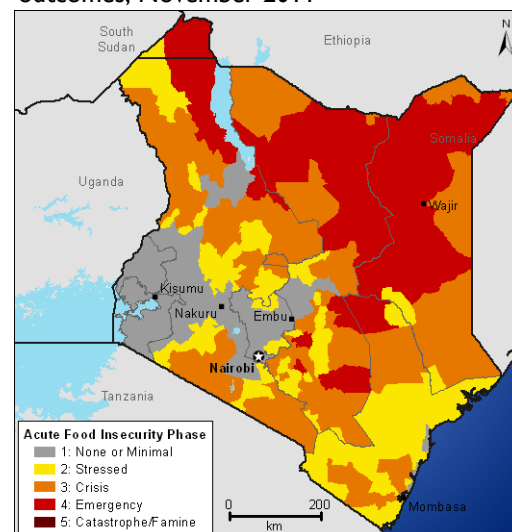 Outcomes, November 2011
South
Sudan
Ethiopia
N
Somalia
Uganda
Wajir
Kisumu
Nakuru
Embu
Nairobi
Tanzania
Mombasa
Acute Food Insecurity Phase
1: None or Minimal
2: Stressed
3: Crisis
4: Emergency
5: Catastrophe/Famine
0 200
km